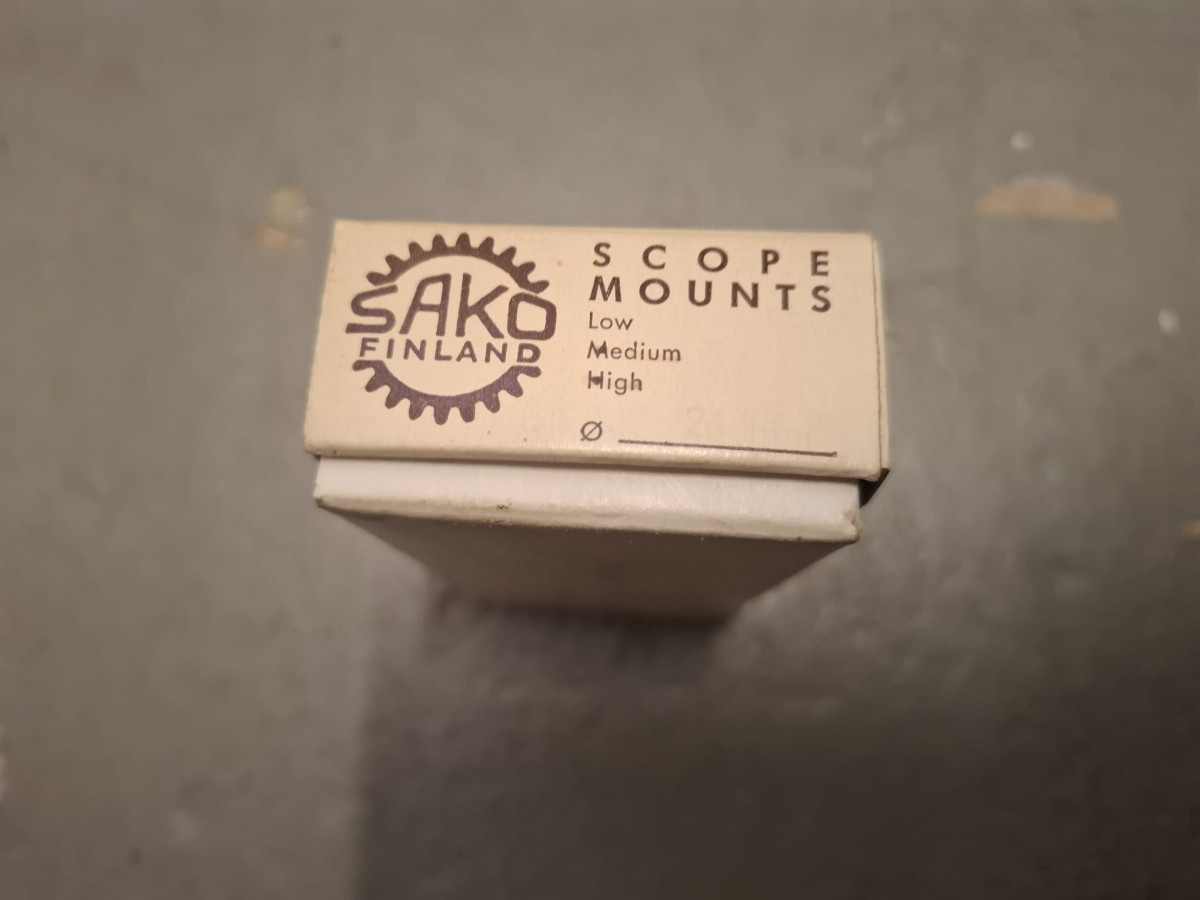 SAKO
FINLAND
SCOPE
MOUNTS
Low
Medium
High
Ø